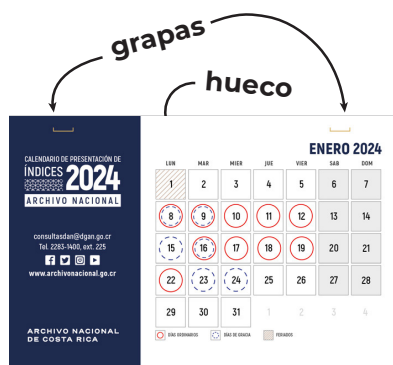 grapas
hueco
CALENDARIO DE PRESENTACIÓN DE
ÍNDICES 2024
ARCHIVO NACIONAL
consultasdan@dgan.go.cr
Tel. 2283-1400, ext. 225
www.archivonacional.go.cr
ARCHIVO NACIONAL
DE COSTA RICA
ENERO 2024
LUN MAR MIER JUE VIER SAB DOM
1 2 3 4 5 6 7
8 9 10 11 12 13 14
15 16 17 18 19 20 21
22 23 24 25 26 27 28
29 30 31 1 2 3 4
DÍAS ORDINARIOS DÍAS DE GRACIA FERIADOS